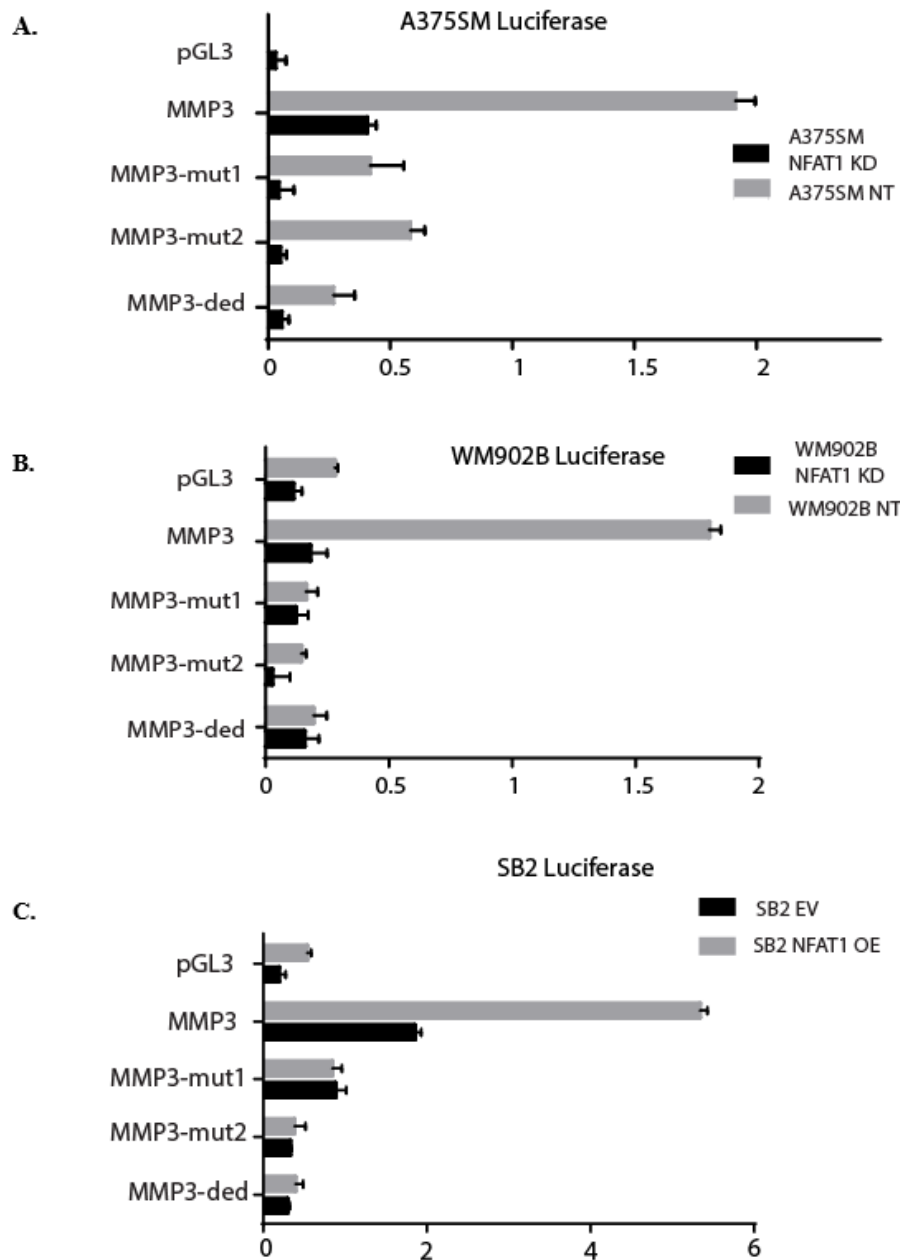 A.
A375SM Luciferase
pGL3
MMP3
MMP3-mut1
MMP3-mut2
MMP3-ded
A375SM
NFAT1 KD
A375SM NT
0 0.5 1 1.5 2
B.
WM902B Luciferase
pGL3
MMP3
MMP3-mut1
MMP3-mut2
MMP3-ded
WM902B
NFAT1 KD
WM902B NT
0 0.5 1 1.5 2
SB2 Luciferase
C.
SB2 EV
SB2 NFAT1 OE
pGL3
MMP3
MMP3-mut1
MMP3-mut2
MMP3-ded
0 2 4 6